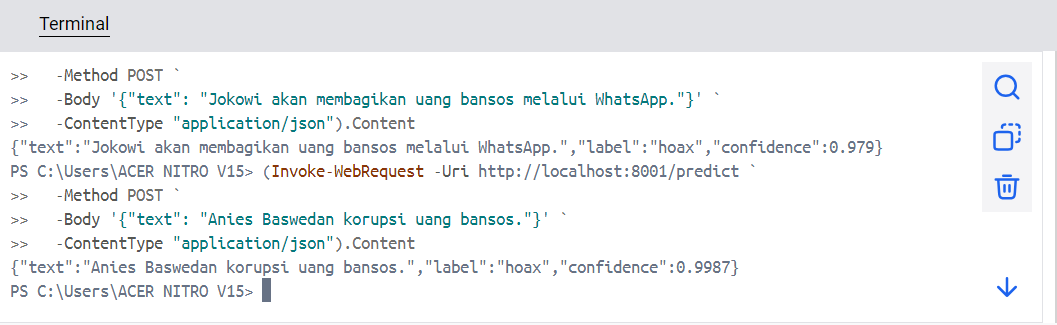 Terminal
>>   -Method POST `
>>   -Body '{"text": "Jokowi akan membagikan uang bansos melalui WhatsApp."}' `
>>   -ContentType "application/json").Content
{"text":"Jokowi akan membagikan uang bansos melalui WhatsApp.","label":"hoax","confidence":0.979}
PS C:\Users\ACER NITRO V15> (Invoke-WebRequest -Uri http://localhost:8001/predict `
>>   -Method POST `
>>   -Body '{"text": "Anies Baswedan korupsi uang bansos."}' `
>>   -ContentType "application/json").Content
{"text":"Anies Baswedan korupsi uang bansos.","label":"hoax","confidence":0.9987}
PS C:\Users\ACER NITRO V15>